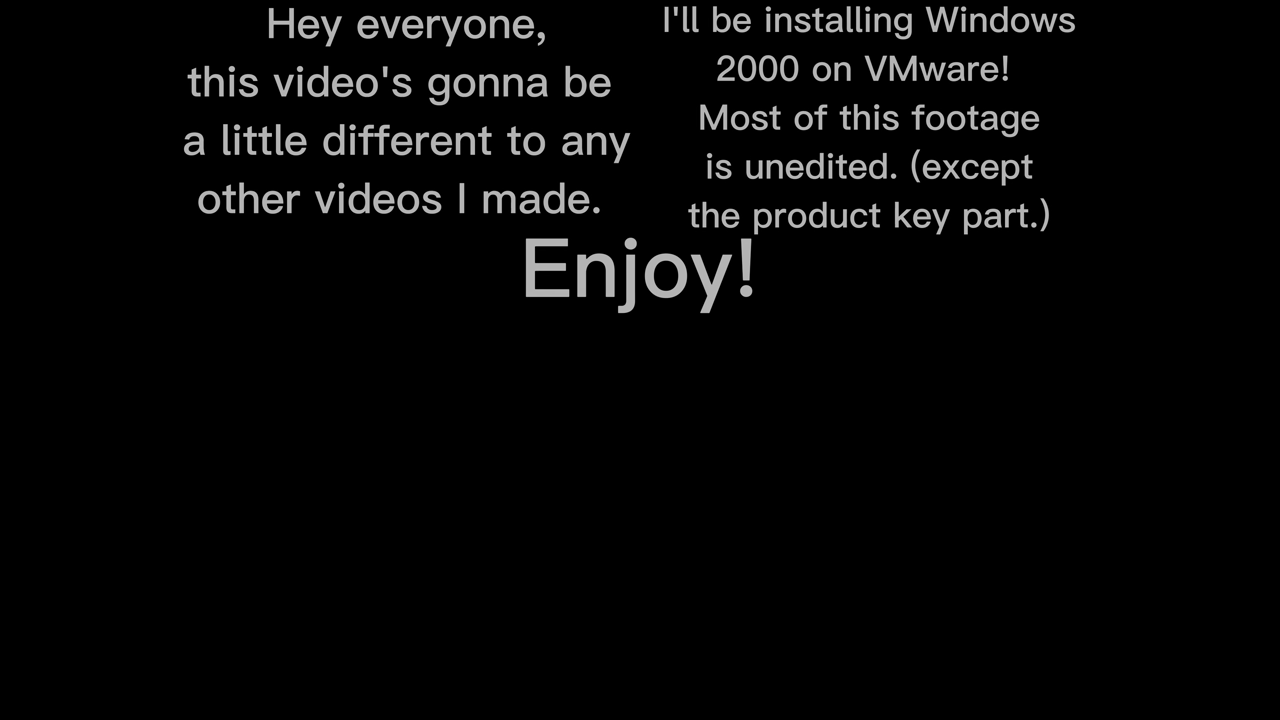 Hey everyone,
this video's gonna be
a little different to any
other videos I made.
I'll be installing Windows
2000 on VMware!
Most of this footage
is unedited. (except
the product key part.)
Enjoy!